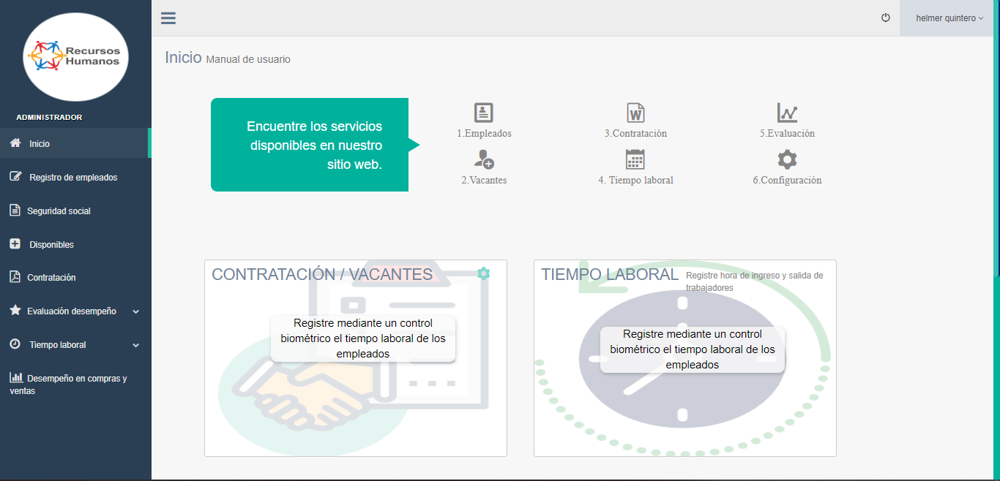 Recursos
Humanos
ADMINISTRADOR
Inicio
Registro de empleados
Seguridad social
Disponibles
Contratación
Evaluación desempeño
Tiempo laboral
Desempeño en compras y
ventas
helmer quintero
Inicio Manual de usuario
Encuentre los servicios
disponibles en nuestro
sitio web.
1.Empleados
3.Contratación
5.Evaluación
2.Vacantes
4. Tiempo laboral
6.Configuración
CONTRATACIÓN / VACANTES
Registre mediante un control
biométrico el tiempo laboral de los
empleados
TIEMPO LABORAL Registre hora de ingreso y salida de
trabajadores
Registre mediante un control
biométrico el tiempo laboral de los
empleados